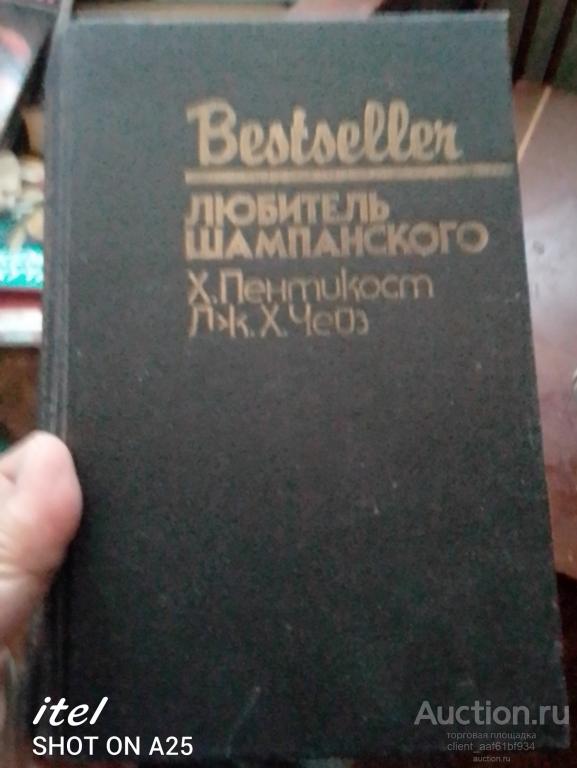 Bestseller
ЛЮБИТЕЛЬ
ШАМПАНСКОГО
Х. Пентикост
Дж. Х. Чейз
itel
SHOT ON A25
Auction.ru
торговая площадка
client_aaf61bf934
auction.ru